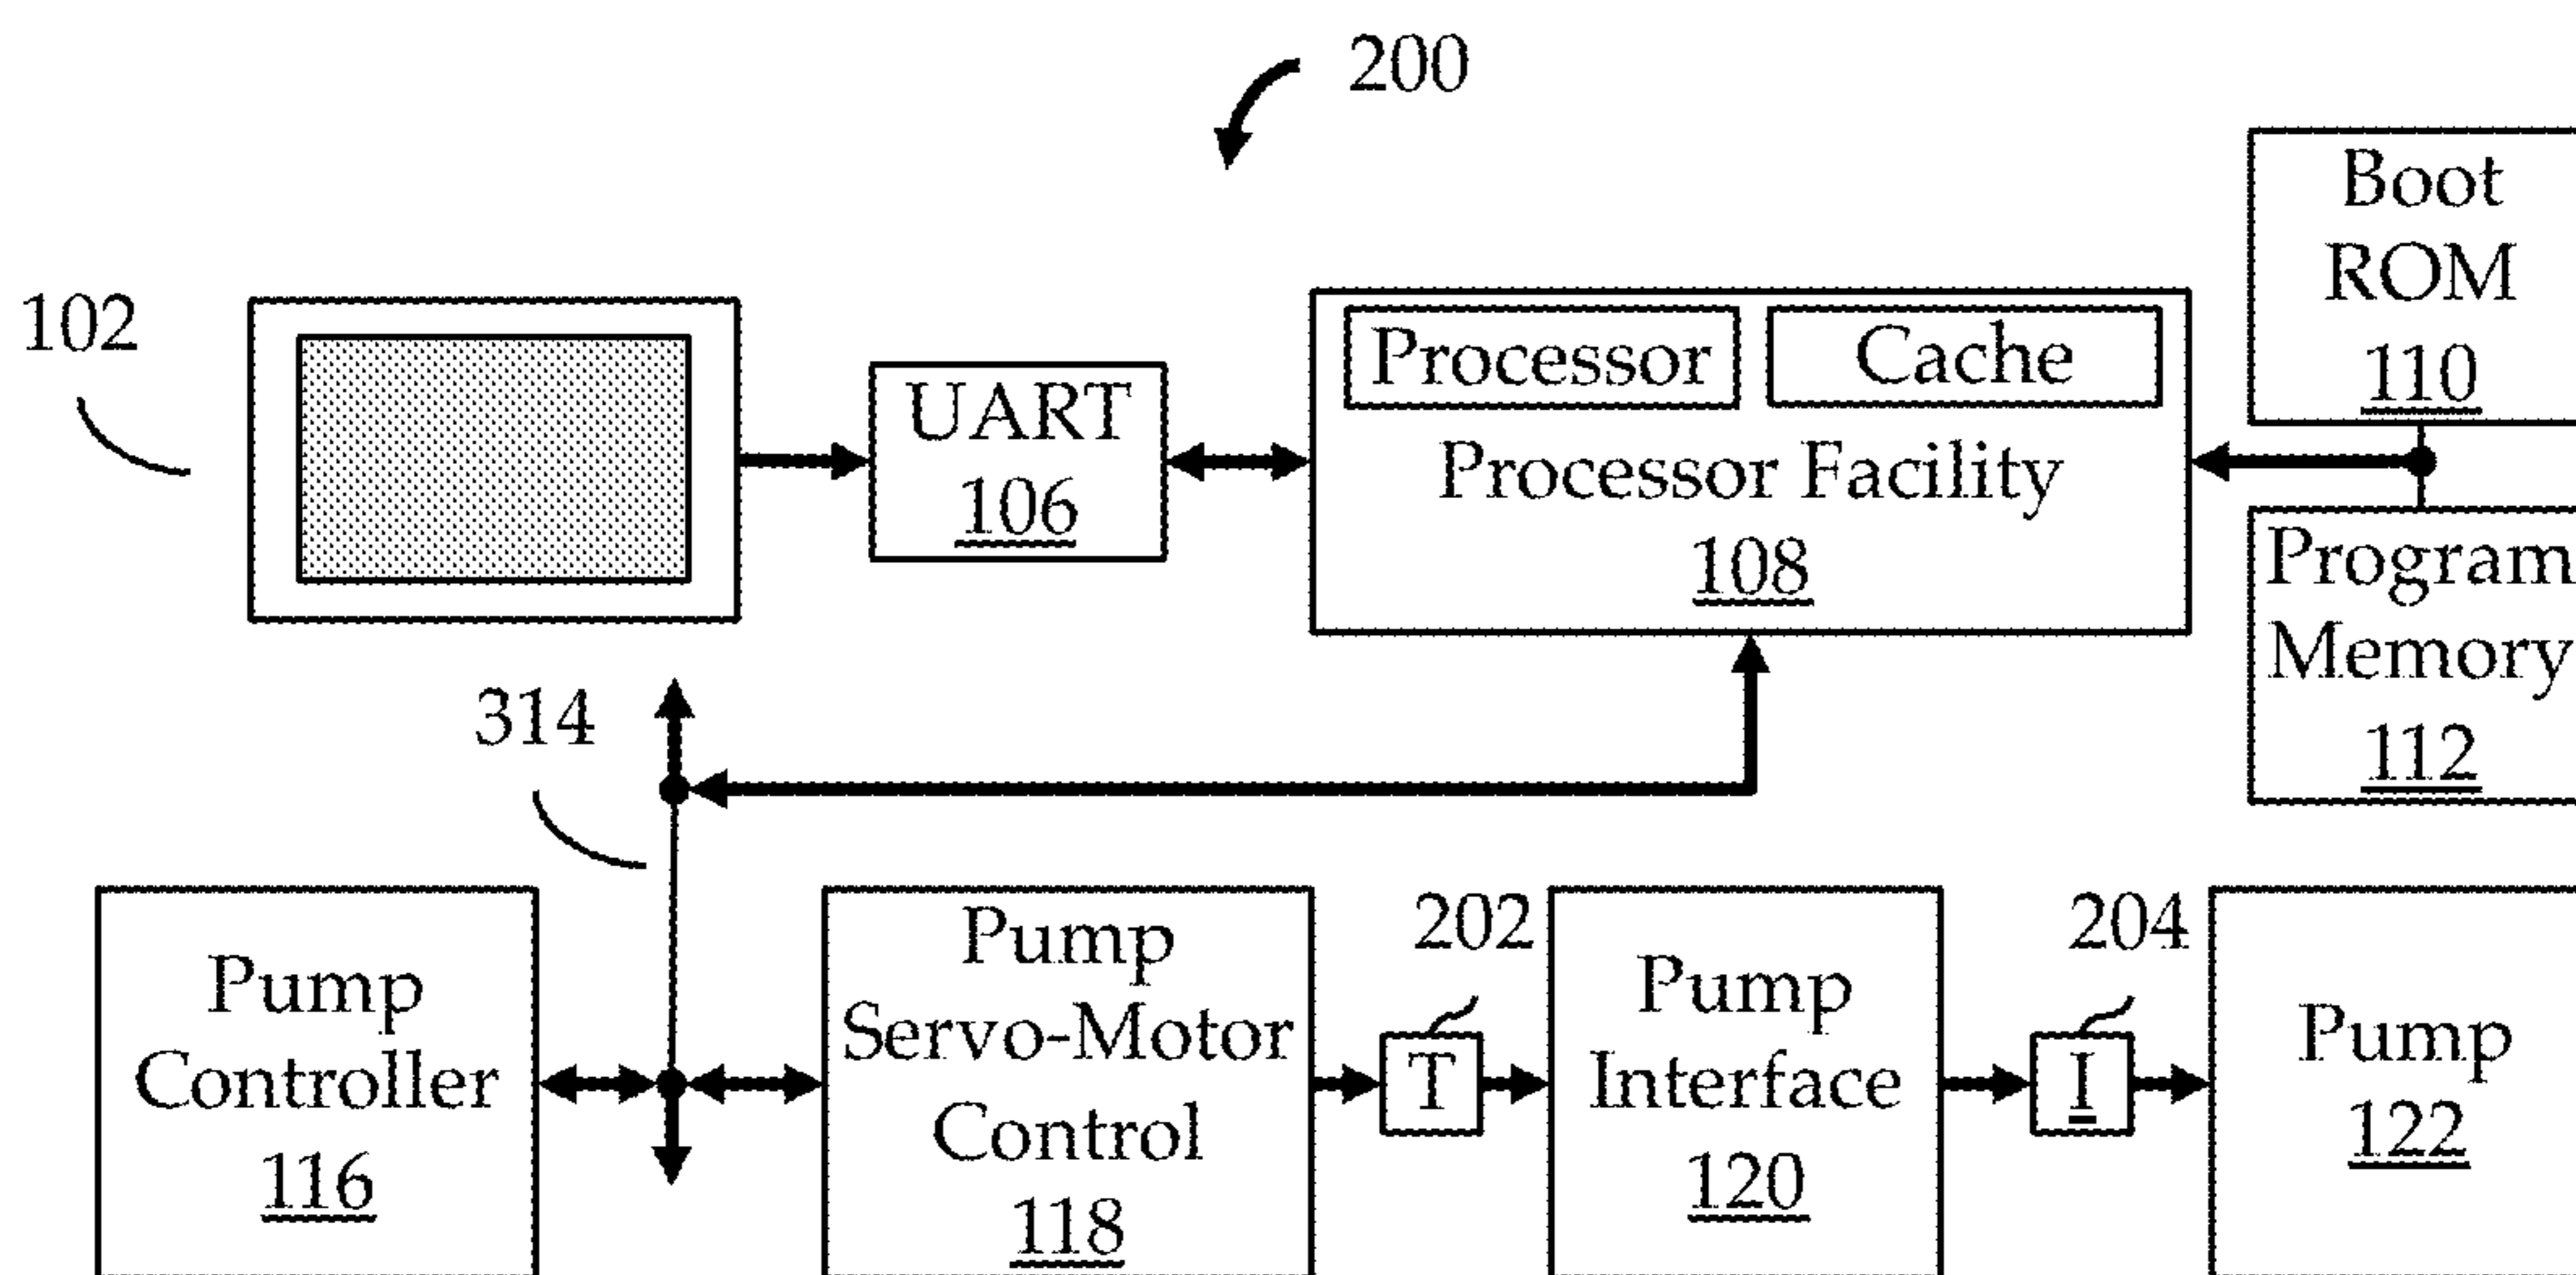 200
102
UART
106
Processor
Cache
Processor Facility
108
Boot
ROM
110
Program
Memory
112
314
Pump
Controller
116
Pump
Servo-Motor
Control
118
202
T
Pump
Interface
120
204
I
Pump
122